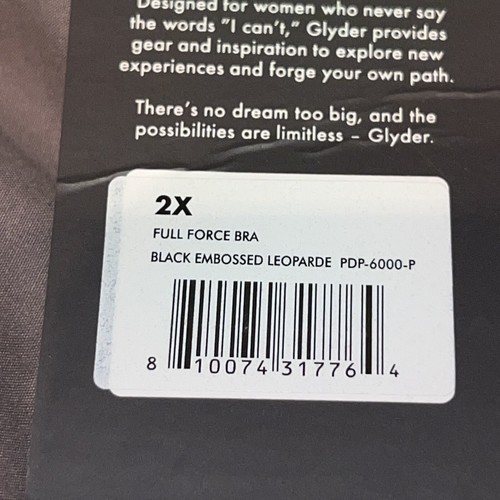 Designed for women who never say
the words "I can't," Glyder provides
gear and inspiration to explore new
experiences and forge your own path.
There's no dream too big, and the
possibilities are limitless – Glyder.
2X
FULL FORCE BRA
BLACK EMBOSSED LEOPARDE PDP-6000-P
8 10074 31776 4